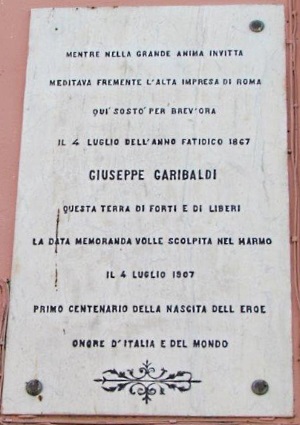 MENTRE NELLA GRANDE ANIMA INVITTA
MEDITAVA FREMENTE L'ALTA IMPRESA DI ROMA
QUI SOSTÒ PER BREV'ORA
IL 4 LUGLIO DELL'ANNO FATIDICO 1867
GIUSEPPE GARIBALDI
QUESTA TERRA DI FORTI E DI LIBERI
LA DATA MEMORANDA VOLLE SCOLPITA NEL MARMO
IL 4 LUGLIO 1907
PRIMO CENTENARIO DELLA NASCITA DELL EROE
ONORE D'ITALIA E DEL MONDO